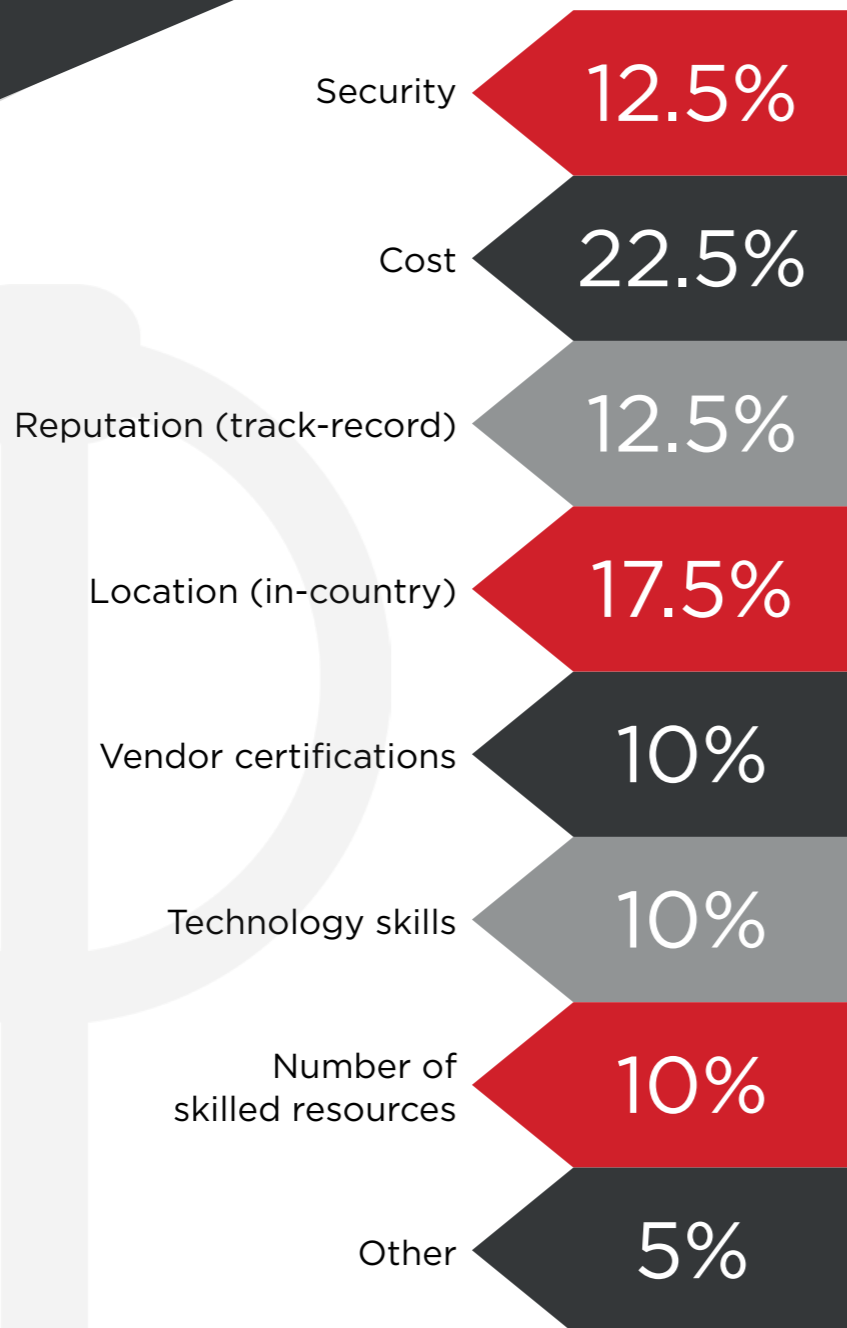 Security 12.5%
Cost 22.5%
Reputation (track-record) 12.5%
Location (in-country) 17.5%
Vendor certifications 10%
Technology skills 10%
Number of
skilled resources 10%
Other 5%